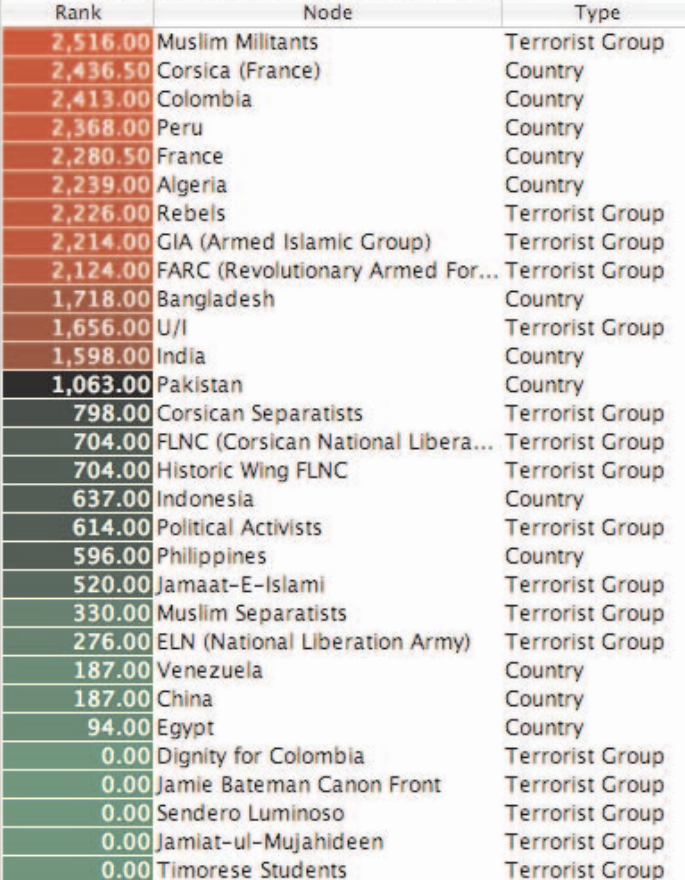 Rank Node Type
2,516.00 Muslim Militants Terrorist Group
2,436.50 Corsica (France) Country
2,413.00 Colombia Country
2,368.00 Peru Country
2,280.50 France Country
2,239.00 Algeria Country
2,226.00 Rebels Terrorist Group
2,214.00 GIA (Armed Islamic Group) Terrorist Group
2,124.00 FARC (Revolutionary Armed For... Terrorist Group
1,718.00 Bangladesh Country
1,656.00 U/I Terrorist Group
1,598.00 India Country
1,063.00 Pakistan Country
798.00 Corsican Separatists Terrorist Group
704.00 FLNC (Corsican National Libera... Terrorist Group
704.00 Historic Wing FLNC Terrorist Group
637.00 Indonesia Country
614.00 Political Activists Terrorist Group
596.00 Philippines Country
520.00 Jamaat-E-Islami Terrorist Group
330.00 Muslim Separatists Terrorist Group
276.00 ELN (National Liberation Army) Terrorist Group
187.00 Venezuela Country
187.00 China Country
94.00 Egypt Country
0.00 Dignity for Colombia Terrorist Group
0.00 Jamie Bateman Canon Front Terrorist Group
0.00 Sendero Luminoso Terrorist Group
0.00 Jamiat-ul-Mujahideen Terrorist Group
0.00 Timorese Students Terrorist Group